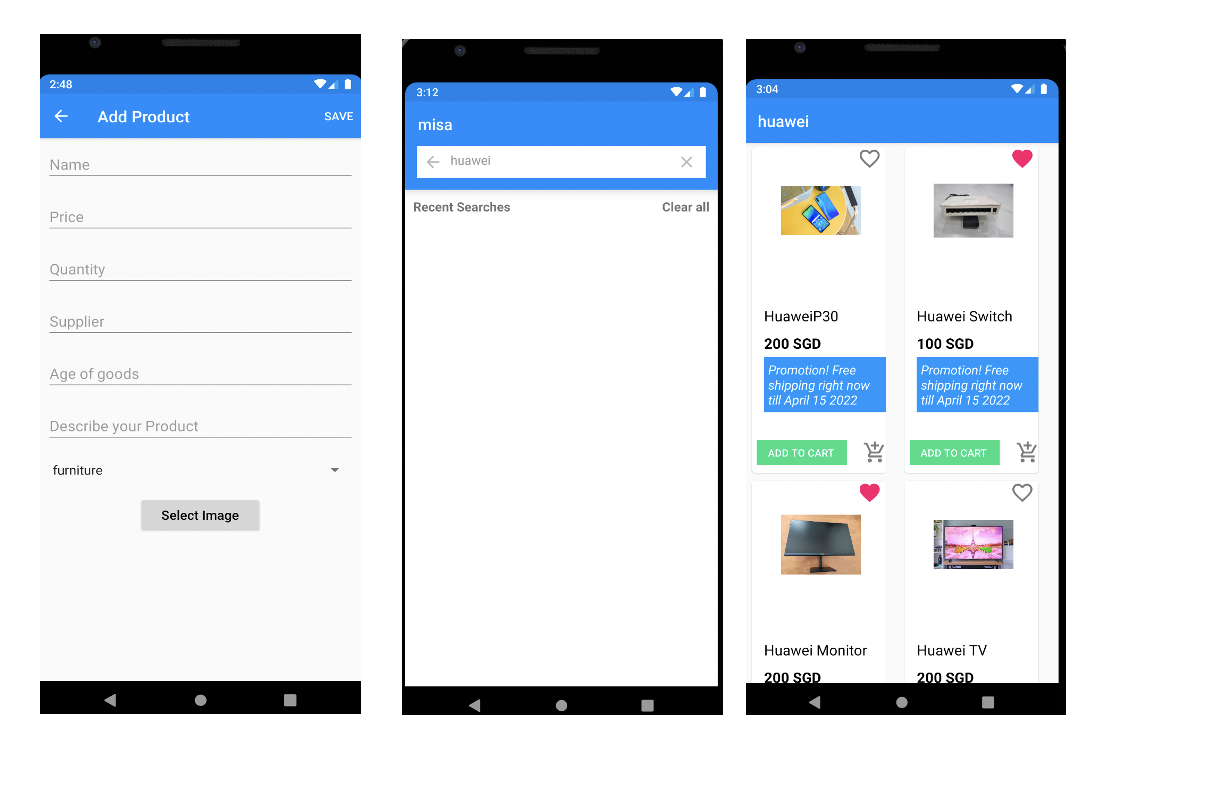 2:48
Add Product
SAVE
Name
Price
Quantity
Supplier
Age of goods
Describe your Product
furniture
Select Image
3:12
misa
huawei
Recent Searches
Clear all
3:04
huawei
HuaweiP30
200 SGD
Promotion! Free
shipping right now
till April 15 2022
ADD TO CART
Huawei Switch
100 SGD
Promotion! Free
shipping right now
till April 15 2022
ADD TO CART
Huawei Monitor
200 SGD
Huawei TV
200 SGD